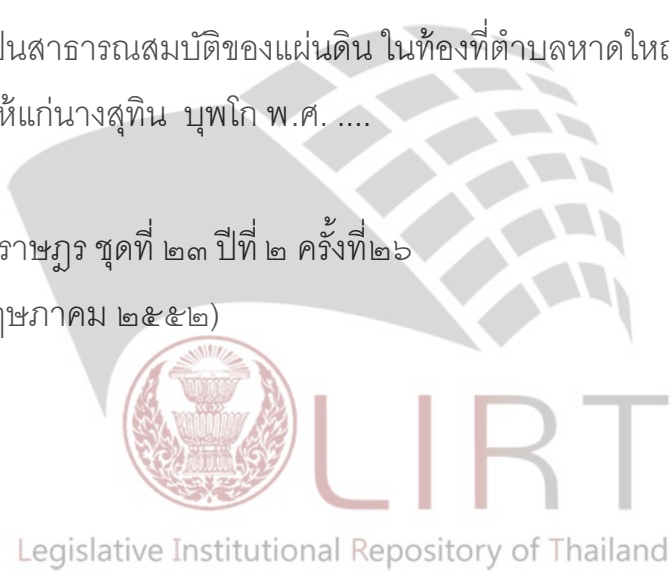 ป็นสาธารณสมบัติของแผ่นดิน ในท้องที่ตำบลหาดใหญ่
ห้แก่นางสุทิน บุพโก พ.ศ. ....
ราษฎร ชุดที่ ๒๓ ปีที่ ๒ ครั้งที่๒๖
ฤษภาคม ๒๕๕๒)
LIRT
Legislative Institutional Repository of Thailand